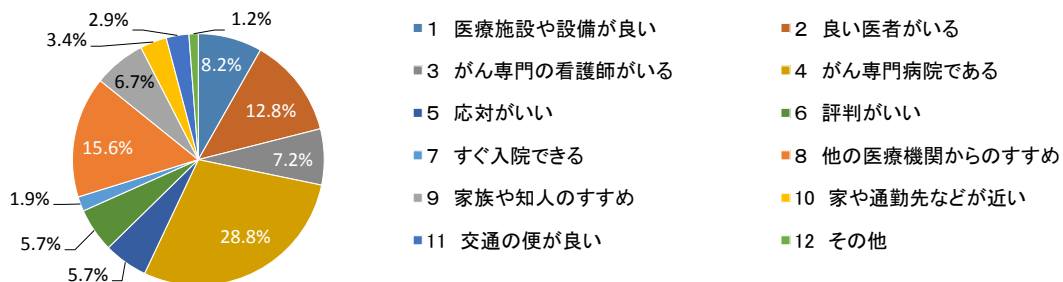 2.9%
1.2%
3.4%
8.2%
6.7%
12.8%
15.6%
7.2%
1.9%
28.8%
5.7%
5.7%
1 医療施設や設備が良い
2 良い医者がいる
3 がん専門の看護師がいる
4 がん専門病院である
5 応対がいい
6 評判がいい
7 すぐ入院できる
8 他の医療機関からのすすめ
9 家族や知人のすすめ
10 家や通勤先などが近い
11 交通の便が良い
12 その他